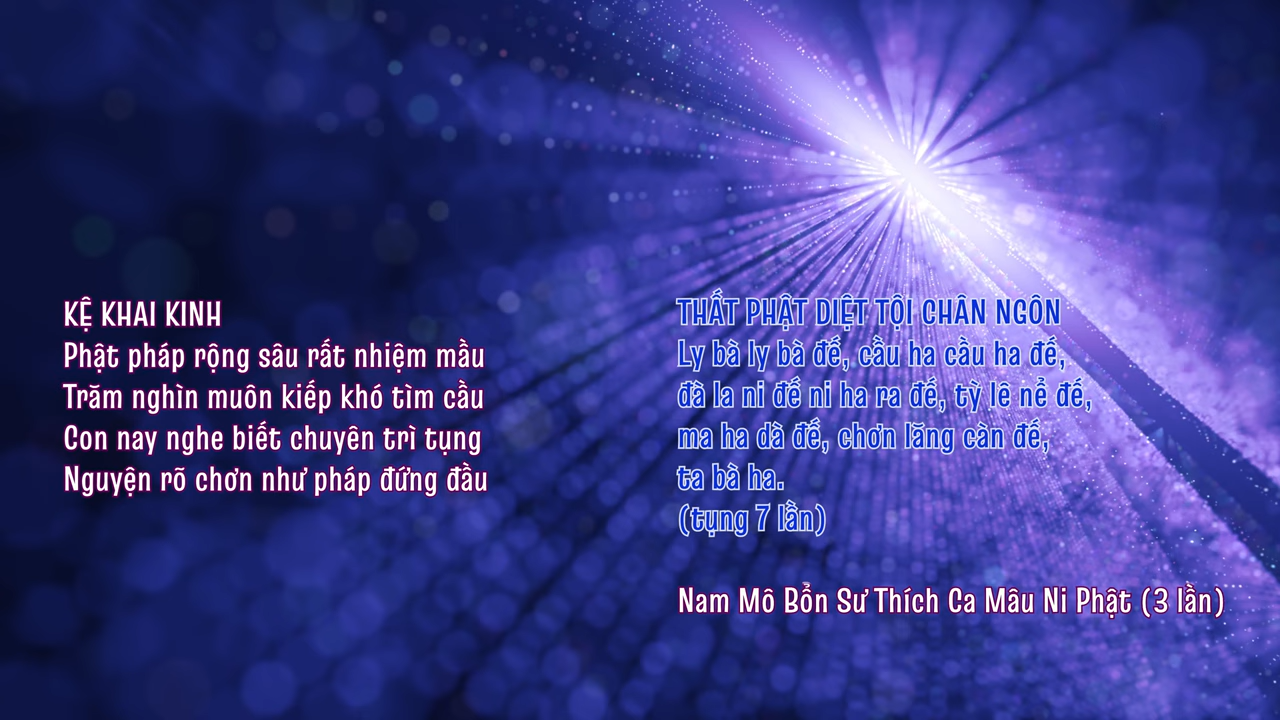 KỆ KHAI KINH
Phật pháp rộng sâu rất nhiệm mầu
Trăm nghìn muôn kiếp khó tìm cầu
Con nay nghe biết chuyên trì tụng
Nguyện rõ chơn như pháp đứng đầu
THẤT PHẬT DIỆT TỘI CHÂN NGÔN
Ly bà ly bà đế, cầu ha cầu ha đế,
đà la ni đế ni ha ra đế, tỳ lê nể đế,
ma ha dà đế, chơn lăng càn đế,
ta bà ha.
(tụng 7 lần)
Nam Mô Bổn Sư Thích Ca Mâu Ni Phật (3 lần)